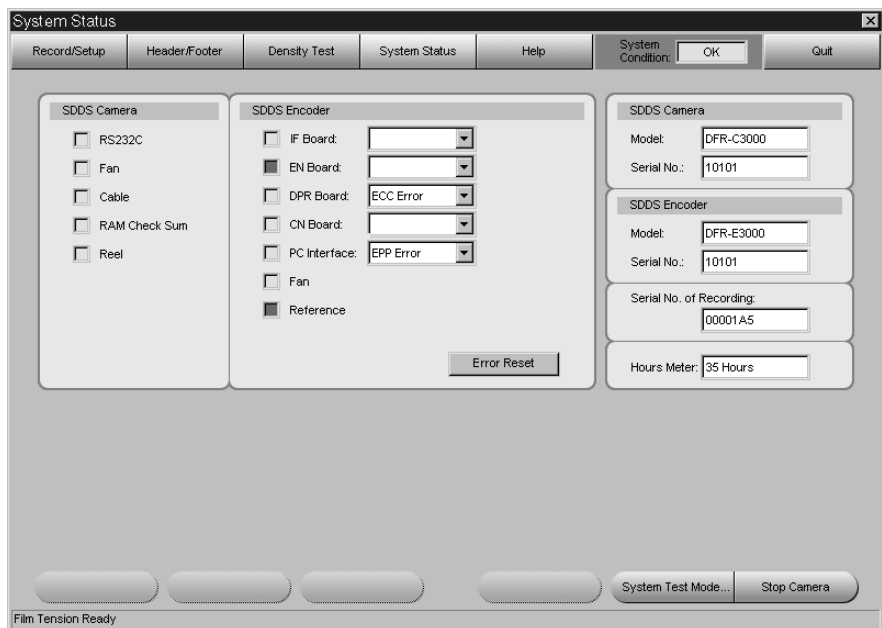 System Status
Record/Setup
Header/Footer
Density Test
System Status
Help
System Condition: OK
Quit
SDDS Camera
RS232C
Fan
Cable
RAM Check Sum
Reel
SDDS Encoder
IF Board:
EN Board:
DPR Board: ECC Error
CN Board:
PC Interface: EPP Error
Fan
Reference
Error Reset
SDDS Camera
Model: DFR-C3000
Serial No.: 10101
SDDS Encoder
Model: DFR-E3000
Serial No.: 10101
Serial No. of Recording:
00001A5
Hours Meter: 35 Hours
System Test Mode...
Stop Camera
Film Tension Ready